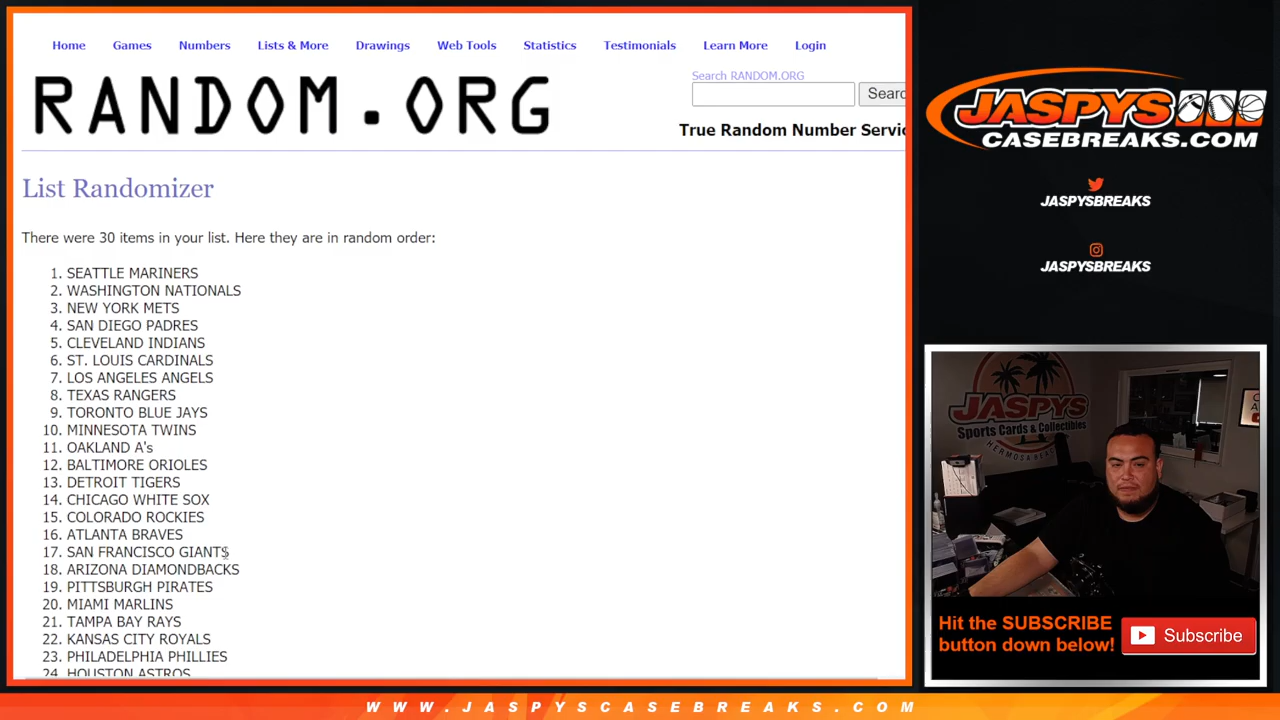 Home Games Numbers Lists & More Drawings Web Tools Statistics Testimonials Learn More Login
RANDOM.ORG
Search RANDOM.ORG
Searc
True Random Number Servic
List Randomizer
There were 30 items in your list. Here they are in random order:
1. SEATTLE MARINERS
2. WASHINGTON NATIONALS
3. NEW YORK METS
4. SAN DIEGO PADRES
5. CLEVELAND INDIANS
6. ST. LOUIS CARDINALS
7. LOS ANGELES ANGELS
8. TEXAS RANGERS
9. TORONTO BLUE JAYS
10. MINNESOTA TWINS
11. OAKLAND A's
12. BALTIMORE ORIOLES
13. DETROIT TIGERS
14. CHICAGO WHITE SOX
15. COLORADO ROCKIES
16. ATLANTA BRAVES
17. SAN FRANCISCO GIANTS
18. ARIZONA DIAMONDBACKS
19. PITTSBURGH PIRATES
20. MIAMI MARLINS
21. TAMPA BAY RAYS
22. KANSAS CITY ROYALS
23. PHILADELPHIA PHILLIES
24. HOUSTON ASTROS
JASPYS
CASEBREAKS.COM
JASPYSBREAKS
JASPYSBREAKS
JASPYS
Sports Cards & Collectibles
HERMOSA BEACH
Hit the SUBSCRIBE
button down below!
Subscribe
WWW.JASPYSCASEBREAKS.COM